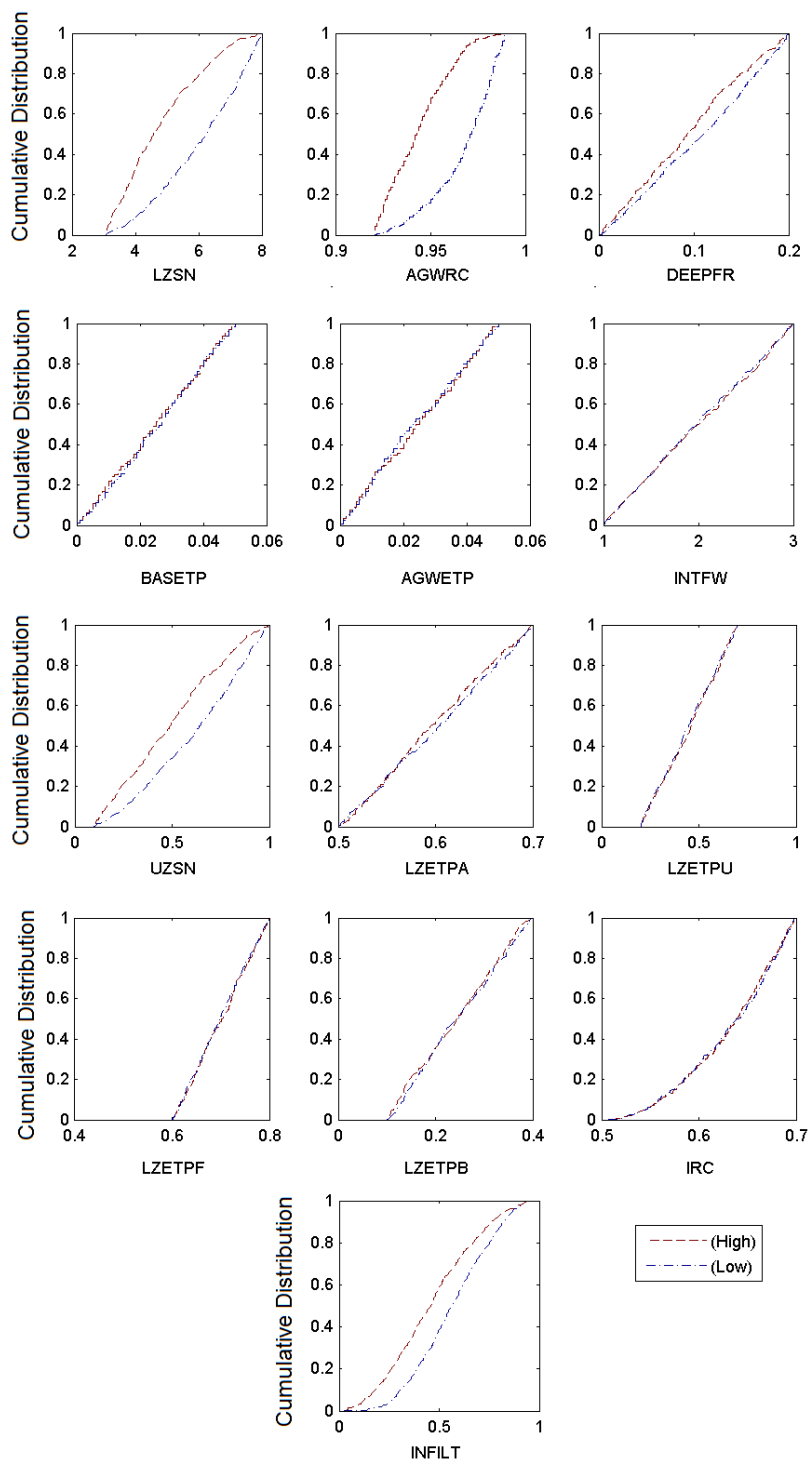 Cumulative Distribution
1
0.8
0.6
0.4
0.2
0
2 4 6 8
LZSN
1
0.8
0.6
0.4
0.2
0
0.9 0.95 1
AGWRC
1
0.8
0.6
0.4
0.2
0
0 0.1 0.2
DEEPFR
Cumulative Distribution
1
0.8
0.6
0.4
0.2
0
0 0.02 0.04 0.06
BASETP
1
0.8
0.6
0.4
0.2
0
0 0.02 0.04 0.06
AGWETP
1
0.8
0.6
0.4
0.2
0
1 2 3
INTFW
Cumulative Distribution
1
0.8
0.6
0.4
0.2
0
0 0.5 1
UZSN
1
0.8
0.6
0.4
0.2
0
0.5 0.6 0.7
LZETPA
1
0.8
0.6
0.4
0.2
0
0 0.5 1
LZETPU
Cumulative Distribution
1
0.8
0.6
0.4
0.2
0
0.4 0.6 0.8
LZETPF
1
0.8
0.6
0.4
0.2
0
0 0.2 0.4
LZETPB
1
0.8
0.6
0.4
0.2
0
0.5 0.6 0.7
IRC
Cumulative Distribution
1
0.8
0.6
0.4
0.2
0
0 0.5 1
INFILT
(High)
(Low)